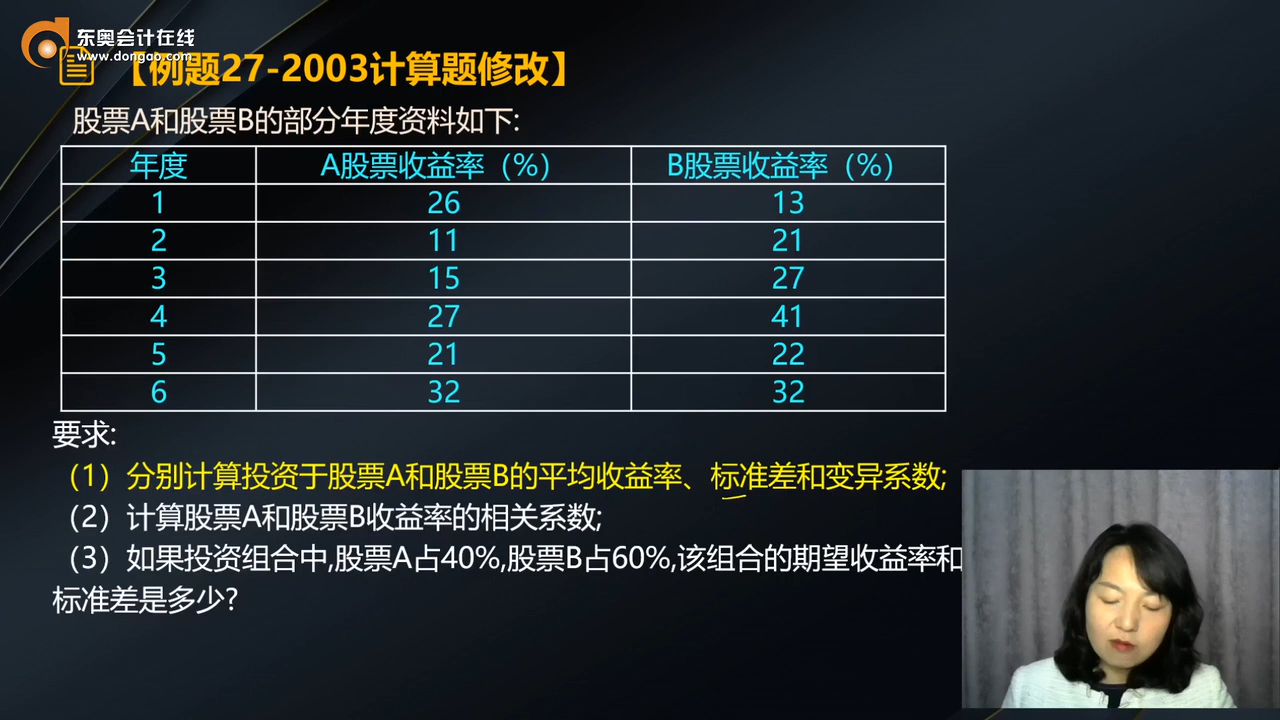 东奥会计在线
www.dongao.com
【例题27-2003计算题修改】
股票A和股票B的部分年度资料如下:
年度 A股票收益率（%） B股票收益率（%）
1 26 13
2 11 21
3 15 27
4 27 41
5 21 22
6 32 32
要求:
（1）分别计算投资于股票A和股票B的平均收益率、标准差和变异系数;
（2）计算股票A和股票B收益率的相关系数;
（3）如果投资组合中,股票A占40%,股票B占60%,该组合的期望收益率和
标准差是多少?